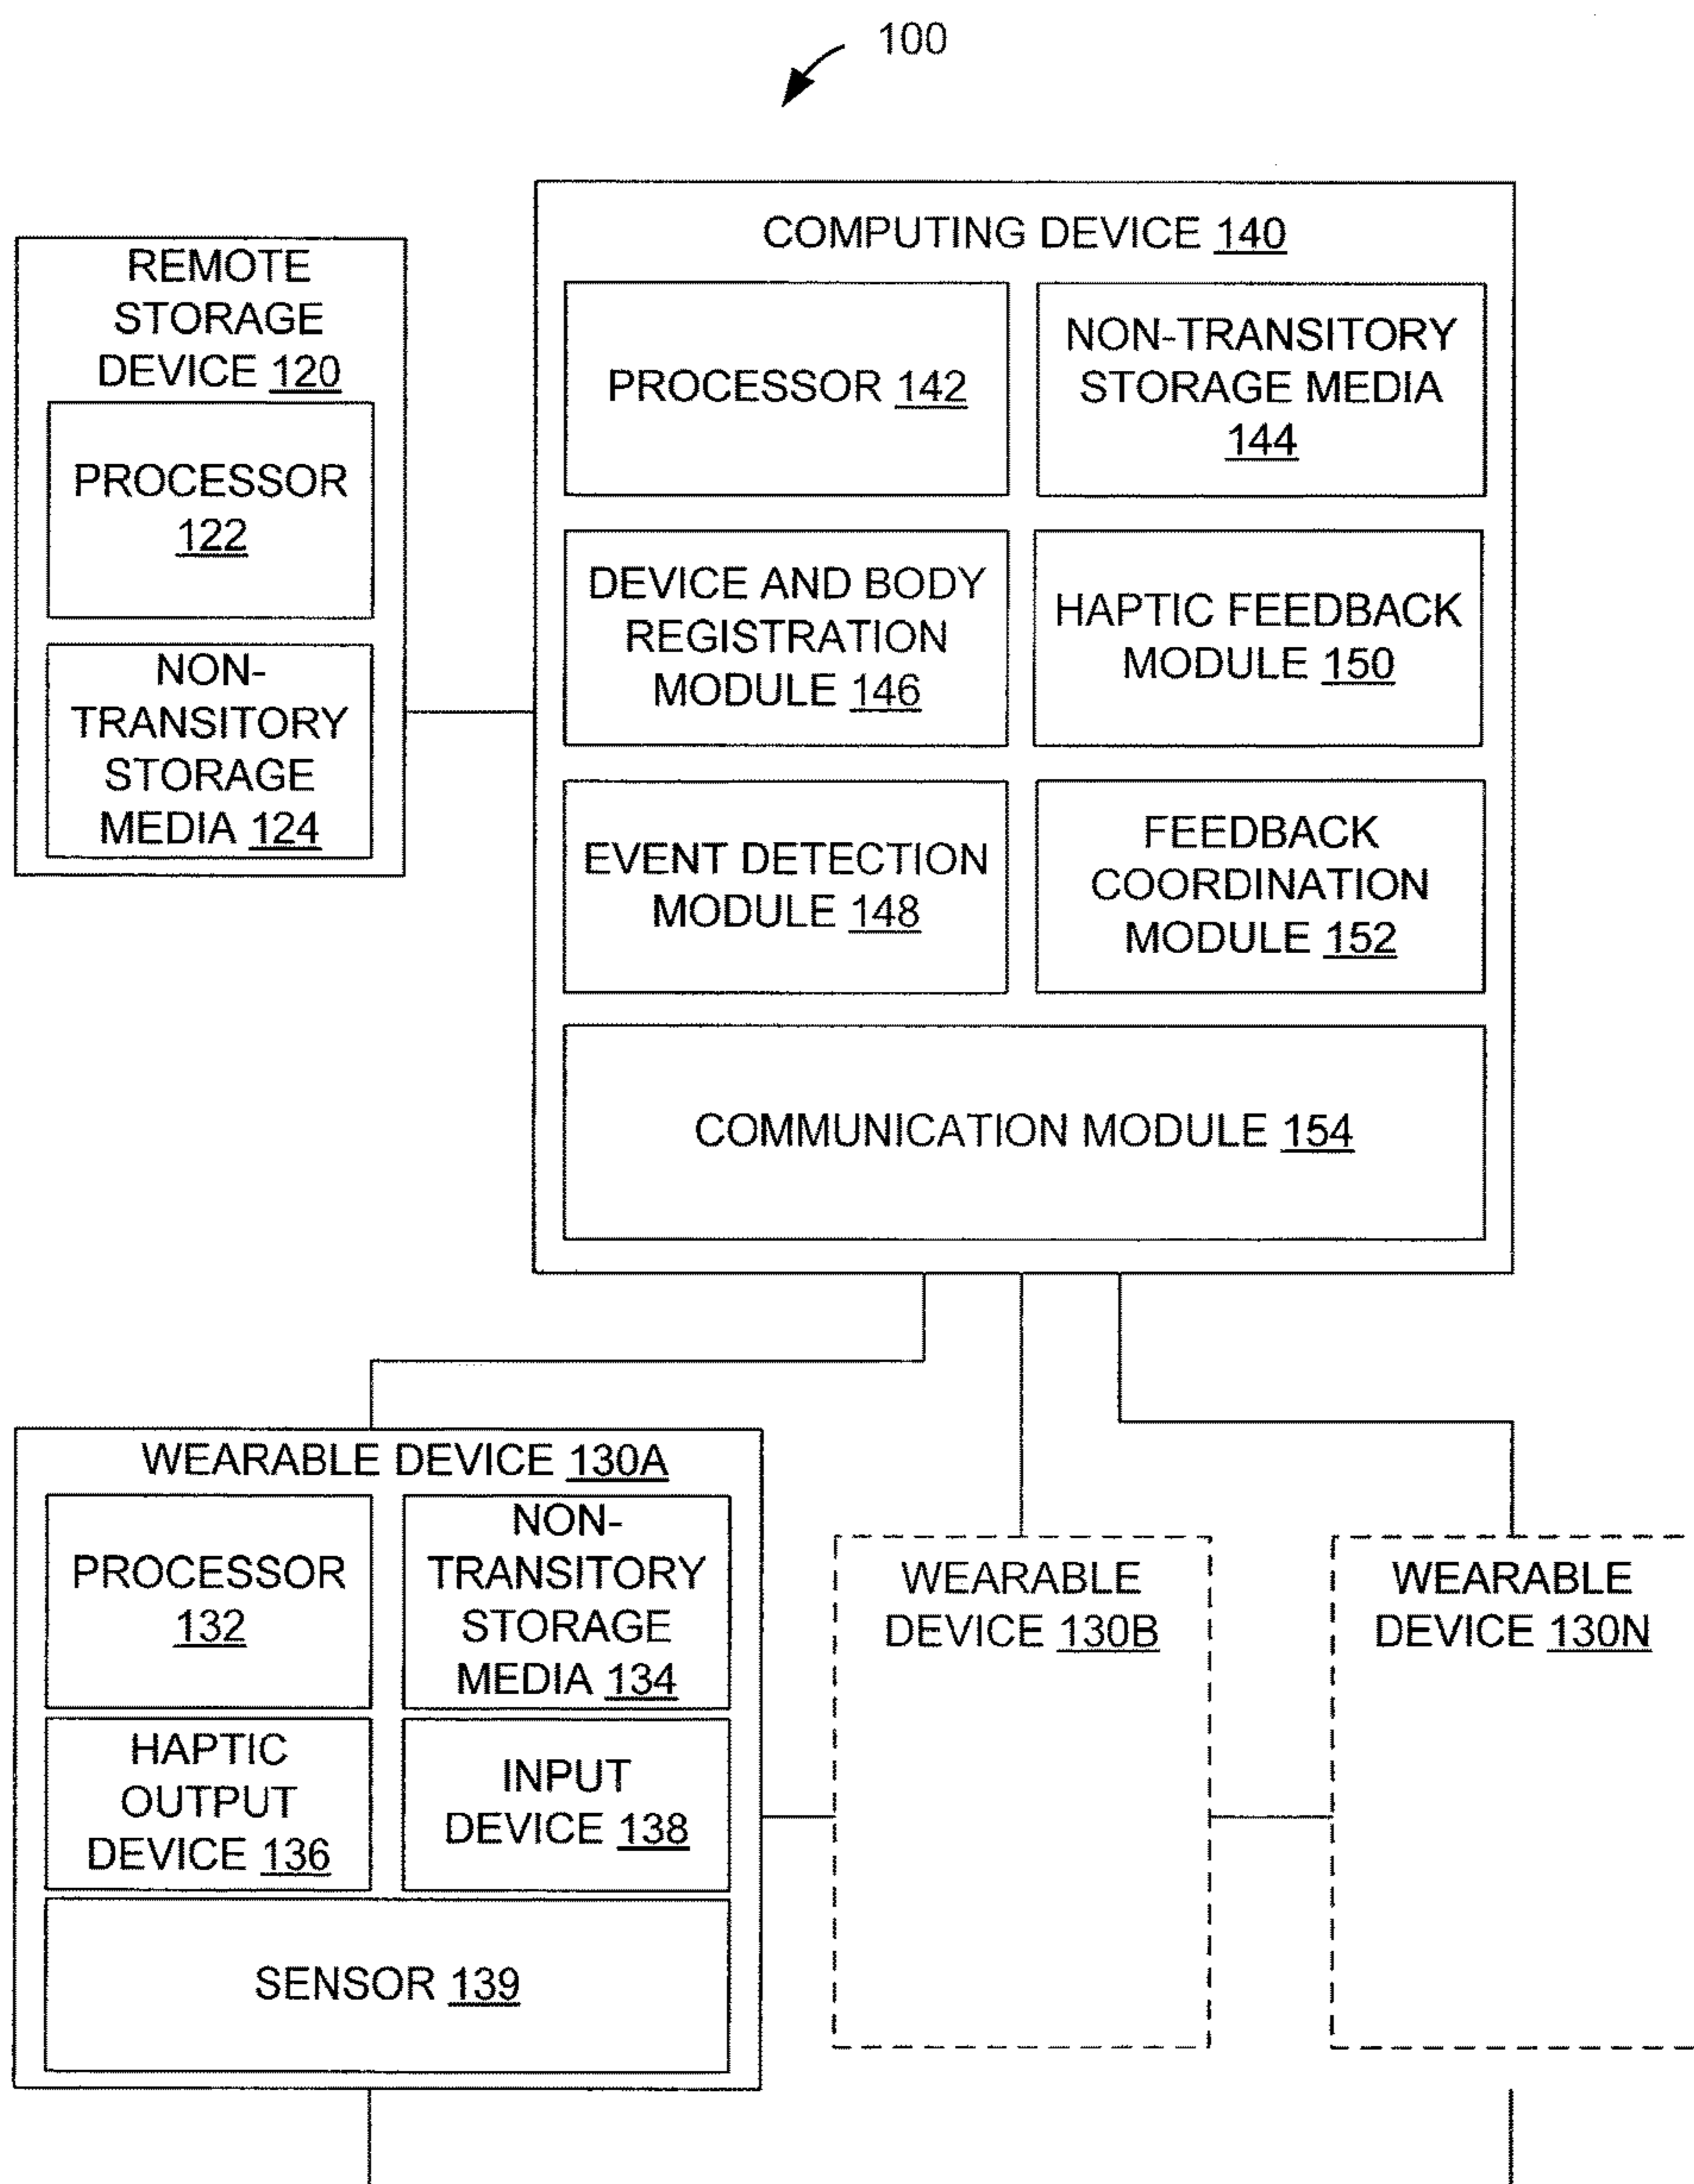 100
REMOTE
STORAGE
DEVICE 120
PROCESSOR
122
NON-
TRANSITORY
STORAGE
MEDIA 124
COMPUTING DEVICE 140
PROCESSOR 142
NON-TRANSITORY
STORAGE MEDIA
144
DEVICE AND BODY
REGISTRATION
MODULE 146
HAPTIC FEEDBACK
MODULE 150
EVENT DETECTION
MODULE 148
FEEDBACK
COORDINATION
MODULE 152
COMMUNICATION MODULE 154
WEARABLE DEVICE 130A
PROCESSOR
132
NON-
TRANSITORY
STORAGE
MEDIA 134
HAPTIC
OUTPUT
DEVICE 136
INPUT
DEVICE 138
SENSOR 139
WEARABLE
DEVICE 130B
WEARABLE
DEVICE 130N